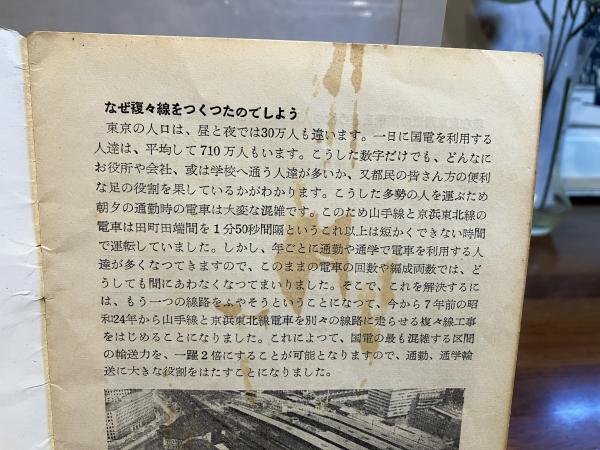 なぜ複々線をつくつたのでしよう
東京の人口は、昼と夜では30万人も違います。一日に国電を利用する
人達は、平均して710万人もいます。こうした数字だけでも、どんなに
お役所や会社、或は学校へ通う人達が多いか、又都民の皆さん方の便利
な足の役割を果しているかがわかります。こうした多勢の人を運ぶため
朝夕の通勤時の電車は大変な混雑です。このため山手線と京浜東北線の
電車は田町田端間を1分50秒間隔というこれ以上は短かくできない時間
で運転していました。しかし、年ごとに通勤や通学で電車を利用する人
達が多くなつてきますので、このままの電車の回数や編成両数では、ど
うしても間にあわなくなつてまいりました。そこで、これを解決するに
は、もう一つの線路をふやそうということになつて、今から7年前の昭
和24年から山手線と京浜東北線電車を別々の線路に走らせる複々線工事
をはじめることになりました。これによつて、国電の最も混雑する区間
の輸送力を、一躍2倍にすることが可能となりますので、通勤、通学輸
送に大きな役割をはたすことになりました。